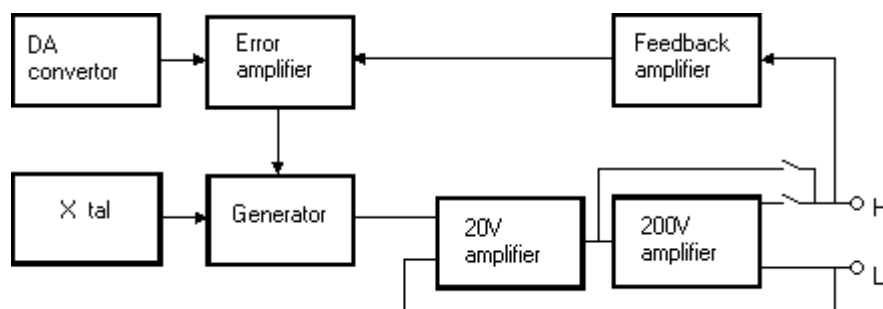 DA
convertor
Error
amplifier
Feedback
amplifier
X tal
Generator
20V
amplifier
200V
amplifier
H
L